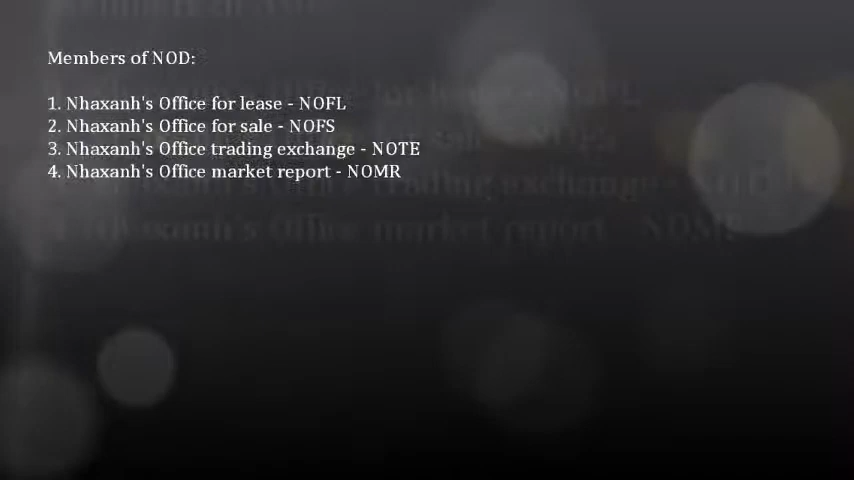 Members of NOD:
1. Nhaxanh's Office for lease - NOFL
2. Nhaxanh's Office for sale - NOFS
3. Nhaxanh's Office trading exchange - NOTE
4. Nhaxanh's Office market report - NOMR